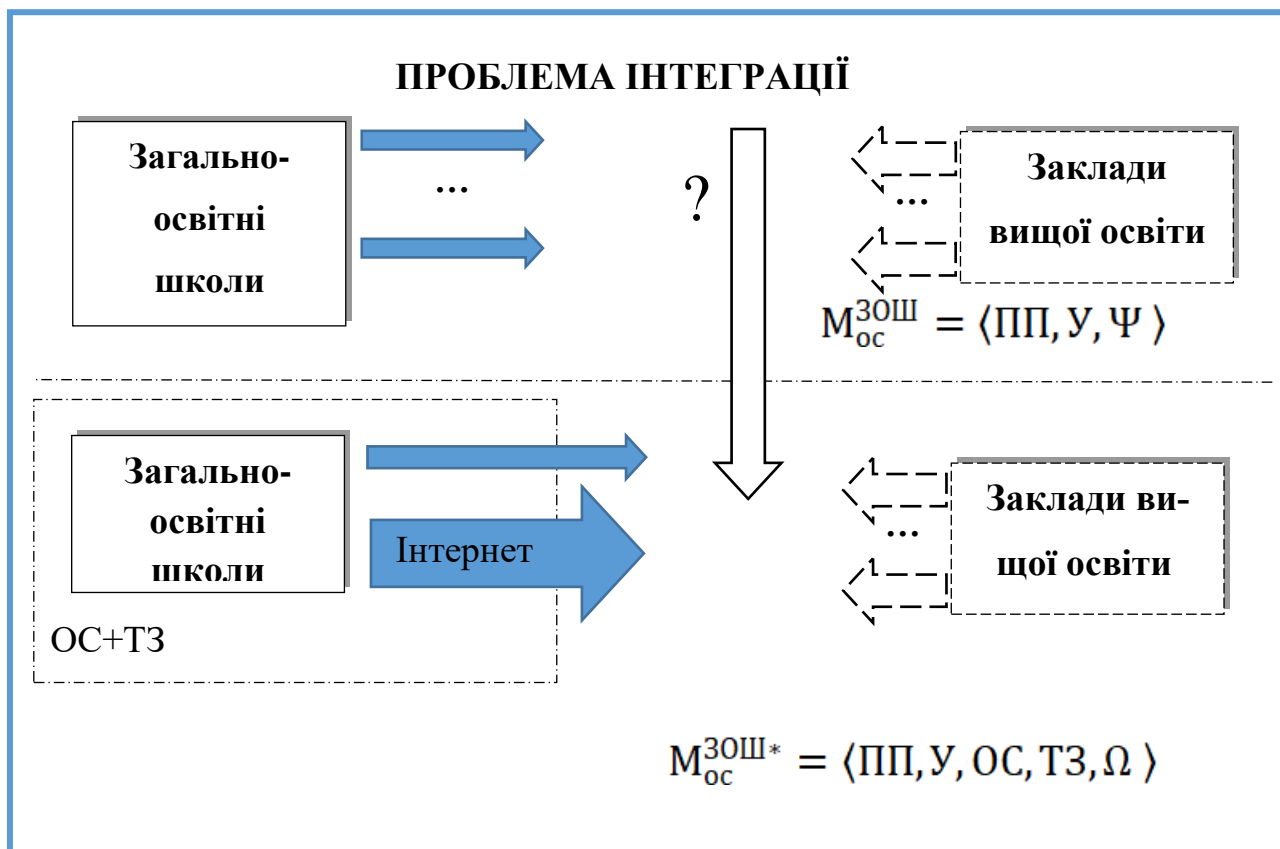 ПРОБЛЕМА ІНТЕГРАЦІЇ
Загально-
освітні
школи
...
?
...
Заклади
вищої освіти
М_ос^ЗОШ = ⟨ПП, У, Ψ ⟩
Загально-
освітні
школи
Інтернет
ОС+ТЗ
...
Заклади ви-
щої освіти
М_ос^ЗОШ* = ⟨ПП, У, ОС, ТЗ, Ω ⟩